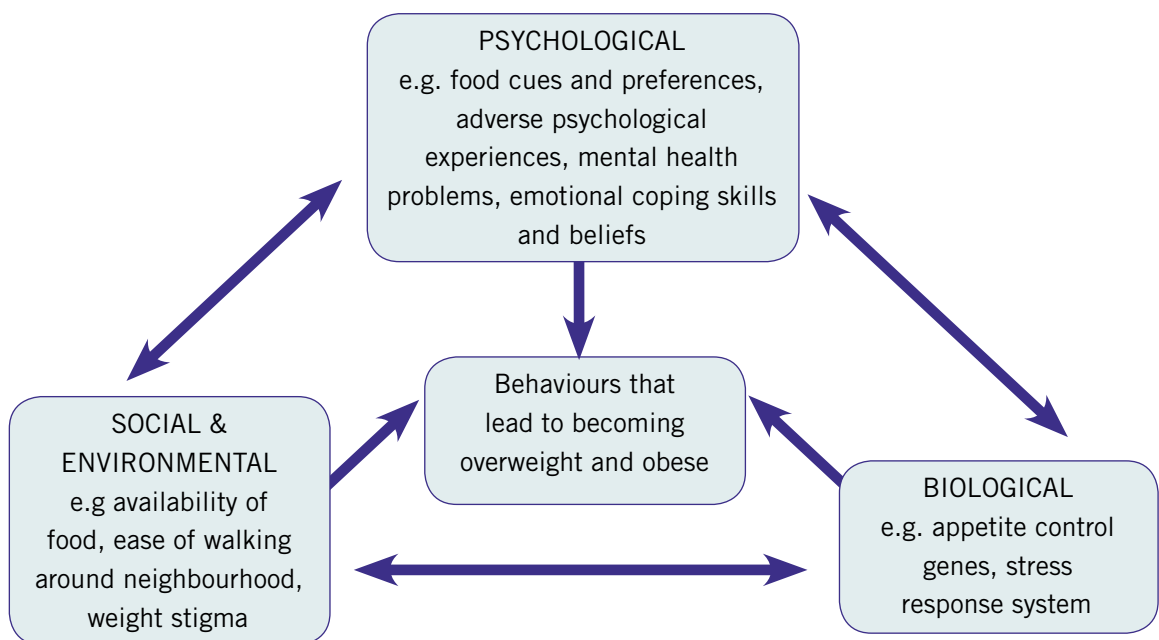 PSYCHOLOGICAL
e.g. food cues and preferences,
adverse psychological
experiences, mental health
problems, emotional coping skills
and beliefs
Behaviours that
lead to becoming
overweight and obese
SOCIAL &
ENVIRONMENTAL
e.g availability of
food, ease of walking
around neighbourhood,
weight stigma
BIOLOGICAL
e.g. appetite control
genes, stress
response system